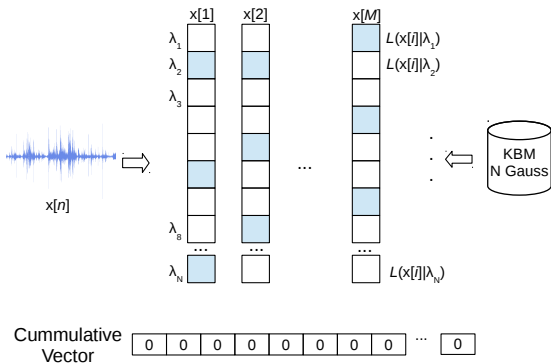 x[1] x[2] x[M]
λ1 L(x[i]|λ1)
λ2 L(x[i]|λ2)
λ3
x[n]
...
.
.
.
KBM
N Gauss
λ8
... ... ...
λN L(x[i]|λN)
Cummulative
Vector
0 0 0 0 0 0 0 0 ... 0